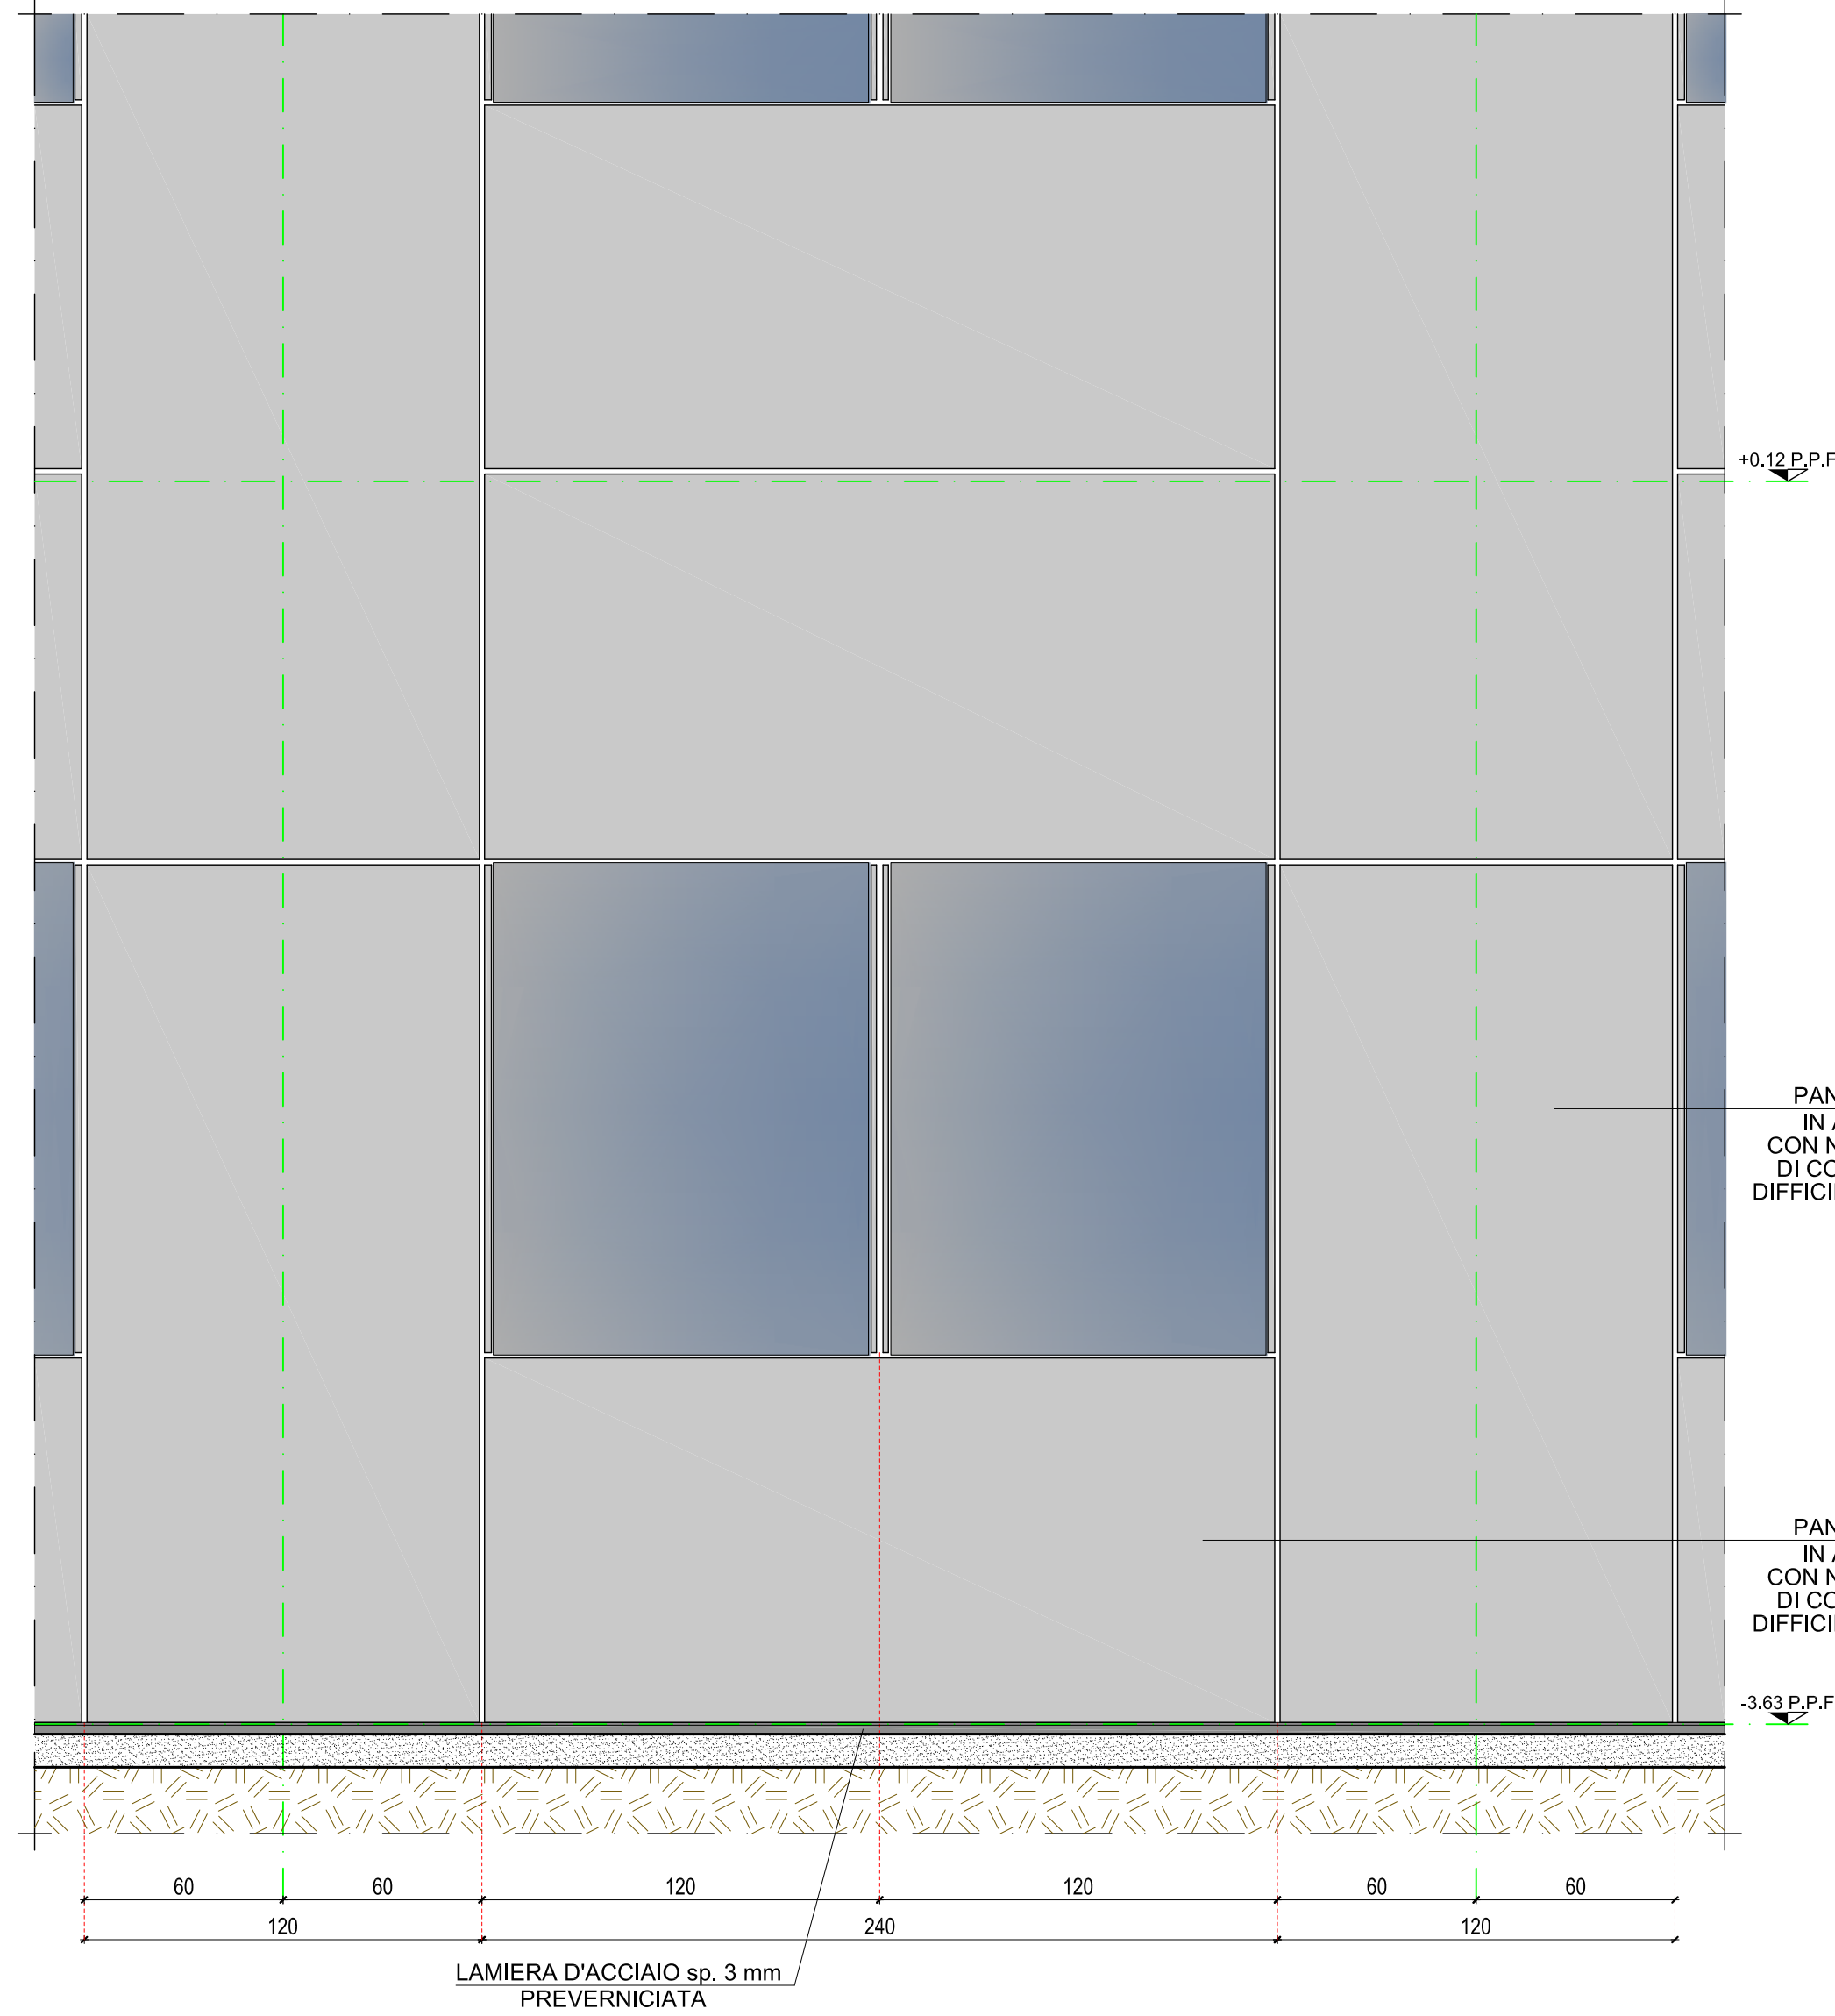 +0.12 P.P.F
PAN
IN A
CON N
DI CO
DIFFICI
PAN
IN A
CON N
DI CO
DIFFICI
-3.63 P.P.F
60 60 120 120 60 60
120 240 120
LAMIERA D'ACCIAIO sp. 3 mm
PREVERNICIATA